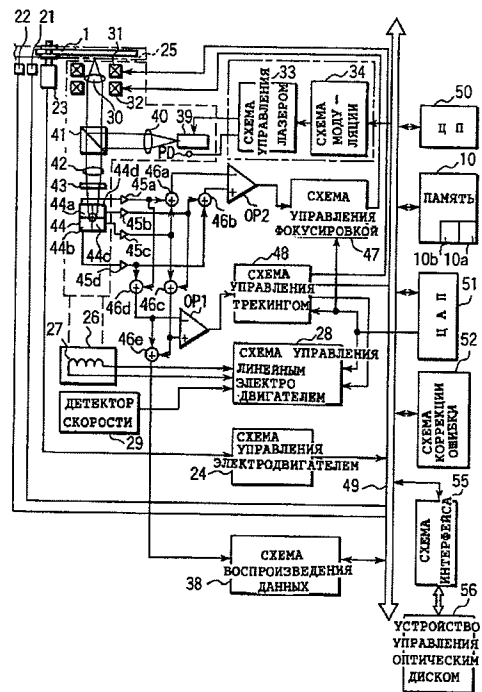 22 21 1 31 25
23 30 32
33 34
СХЕМА
УПРАВЛЕНИЯ
ЛАЗЕРОМ
СХЕМА
МОДУ-
ЛЯЦИИ
41 40 39
PD
42
43
44d
44a
44
44b
44c
45a
45b
45c
45d
46a
46b
46d
46c
46e
OP2
OP1
СХЕМА
УПРАВЛЕНИЯ
ФОКУСИРОВКОЙ
47
48
СХЕМА
УПРАВЛЕНИЯ
ТРЕКИНГОМ
27 26
28
СХЕМА УПРАВЛЕНИЯ
ЛИНЕЙНЫМ
ЭЛЕКТРО
ДВИГАТЕЛЕМ
ДЕТЕКТОР
СКОРОСТИ
29
СХЕМА
УПРАВЛЕНИЯ
ЭЛЕКТРОДВИГАТЕЛЕМ
24
49
СХЕМА
ВОСПРОИЗВЕДЕНИЯ
ДАННЫХ
38
50
ЦП
10
ПАМЯТЬ
10b 10a
51
ЦАП
52
СХЕМА
КОРРЕКЦИИ
ОШИБКИ
55
СХЕМА
ИНТЕРФЕЙСА
56
УСТРОЙСТВО
УПРАВЛЕНИЯ
ОПТИЧЕСКИМ
ДИСКОМ